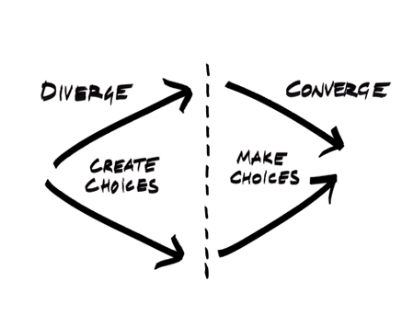 DIVERGE
CONVERGE
CREATE
CHOICES
MAKE
CHOICES